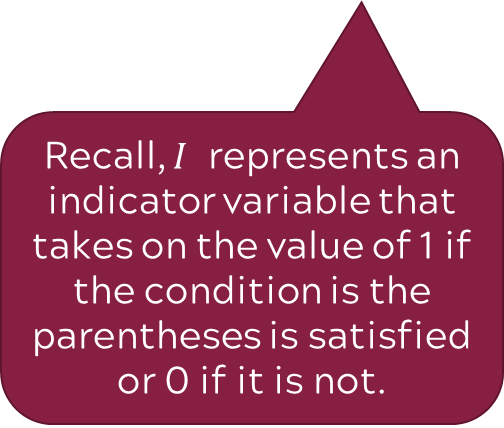 Recall, I represents an
indicator variable that
takes on the value of 1 if
the condition is the
parentheses is satisfied
or 0 if it is not.